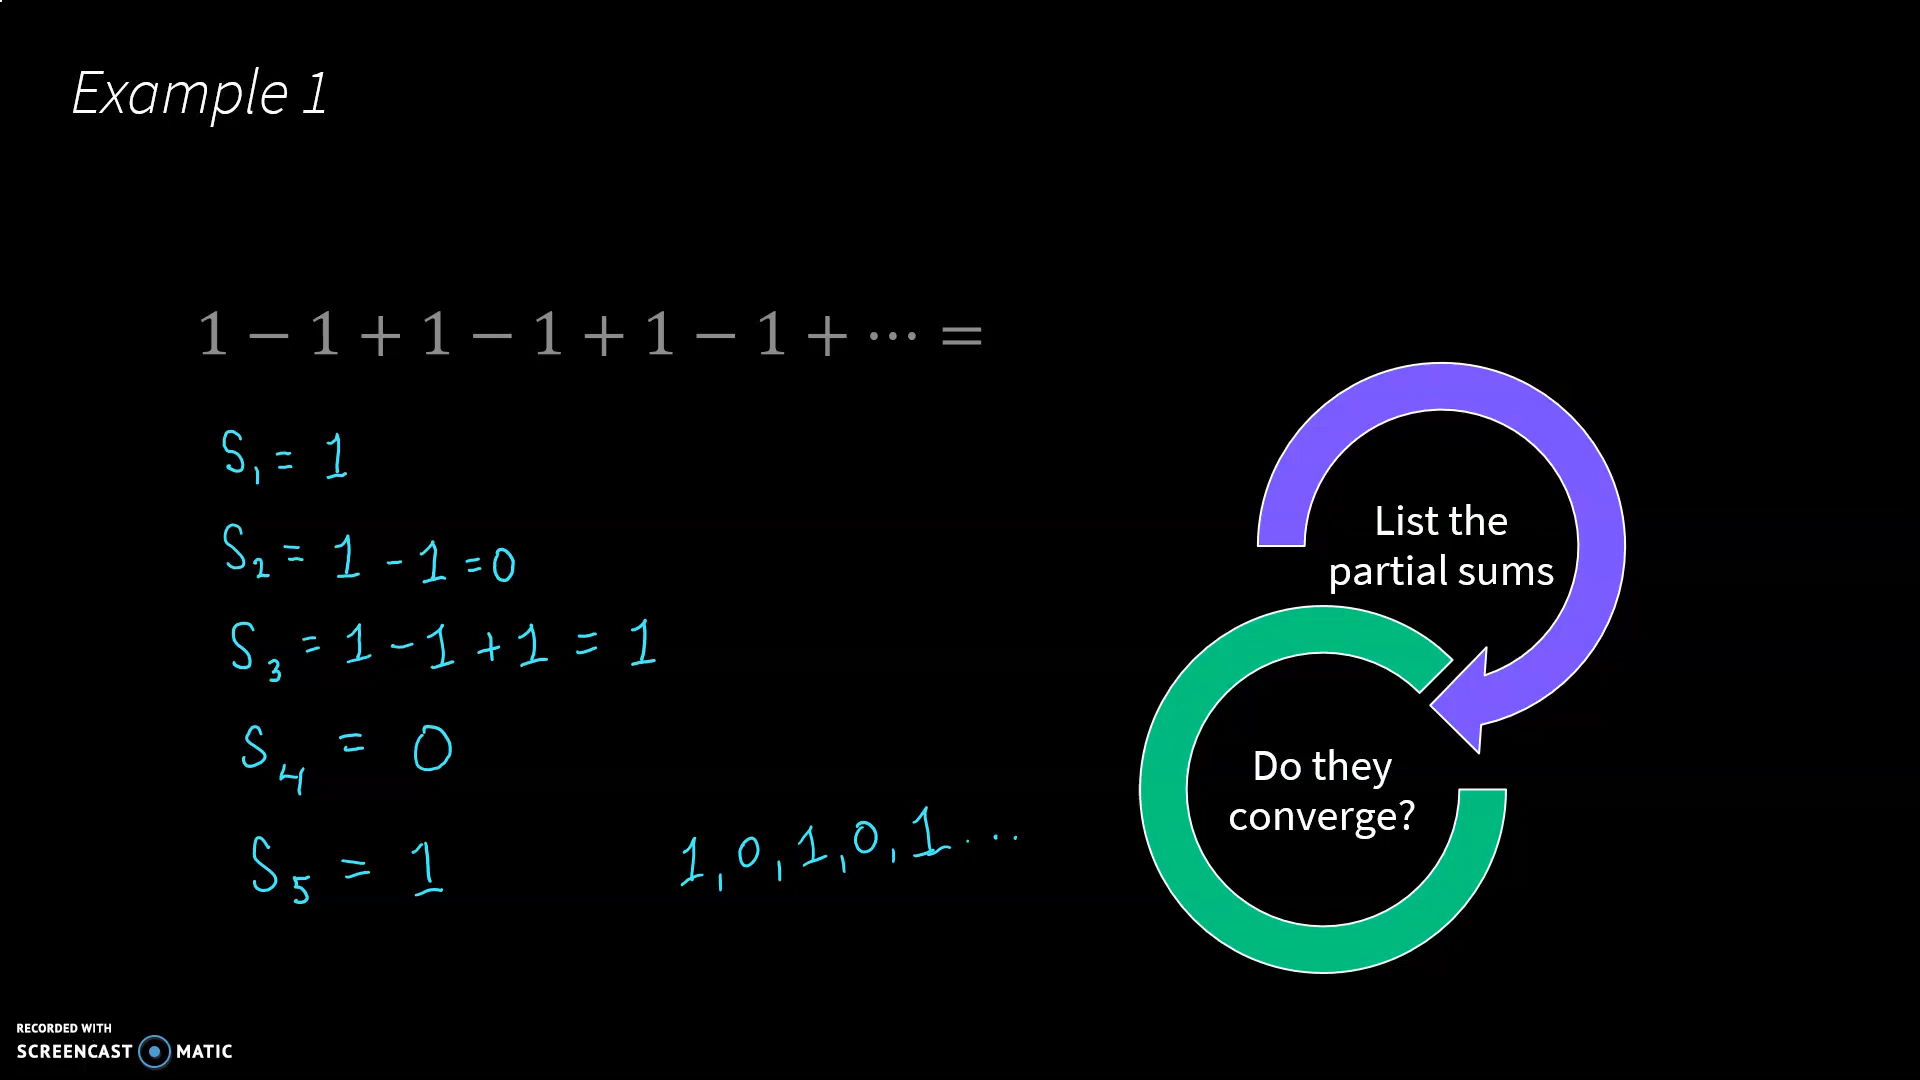 Example 1
1 − 1 + 1 − 1 + 1 − 1 + ⋯ =
S₁ = 1
S₂ = 1 - 1 = 0
S₃ = 1 - 1 + 1 = 1
S₄ = 0
S₅ = 1
1, 0, 1, 0, 1 ...
List the
partial sums
Do they
converge?
RECORDED WITH
SCREENCAST MATIC